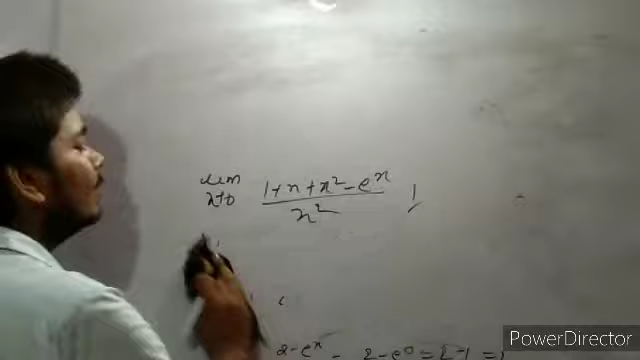 lim
x→0
1+x+x²-eˣ
x²
2-eˣ = 2-e⁰ = 2-1 = 1
PowerDirector